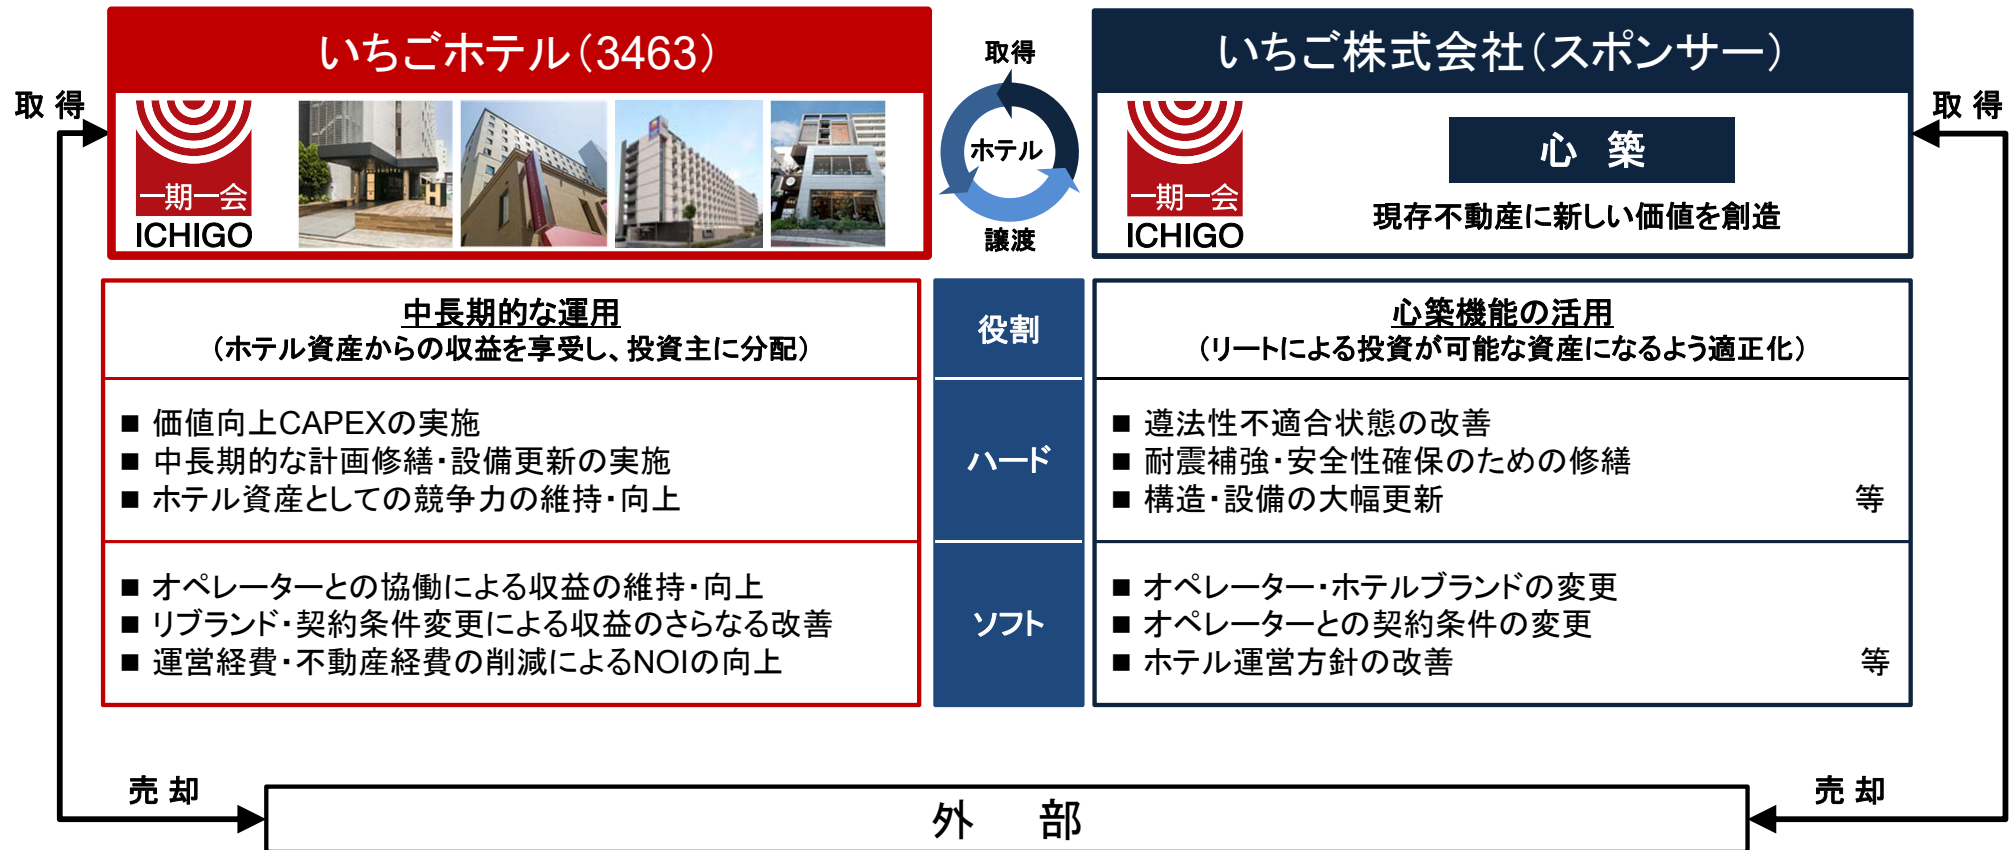 いちごホテル（3463）
取得
いちご株式会社（スポンサー）
取 得
取 得
一期一会
ICHIGO
ホテル
譲渡
一期一会
ICHIGO
心 築
現存不動産に新しい価値を創造
中長期的な運用
（ホテル資産からの収益を享受し、投資主に分配）
役割
心築機能の活用
（リートによる投資が可能な資産になるよう適正化）
■ 価値向上CAPEXの実施
■ 中長期的な計画修繕・設備更新の実施
■ ホテル資産としての競争力の維持・向上
ハード
■ 遵法性不適合状態の改善
■ 耐震補強・安全性確保のための修繕
■ 構造・設備の大幅更新 等
■ オペレーターとの協働による収益の維持・向上
■ リブランド・契約条件変更による収益のさらなる改善
■ 運営経費・不動産経費の削減によるNOIの向上
ソフト
■ オペレーター・ホテルブランドの変更
■ オペレーターとの契約条件の変更
■ ホテル運営方針の改善 等
売 却
売 却
外 部